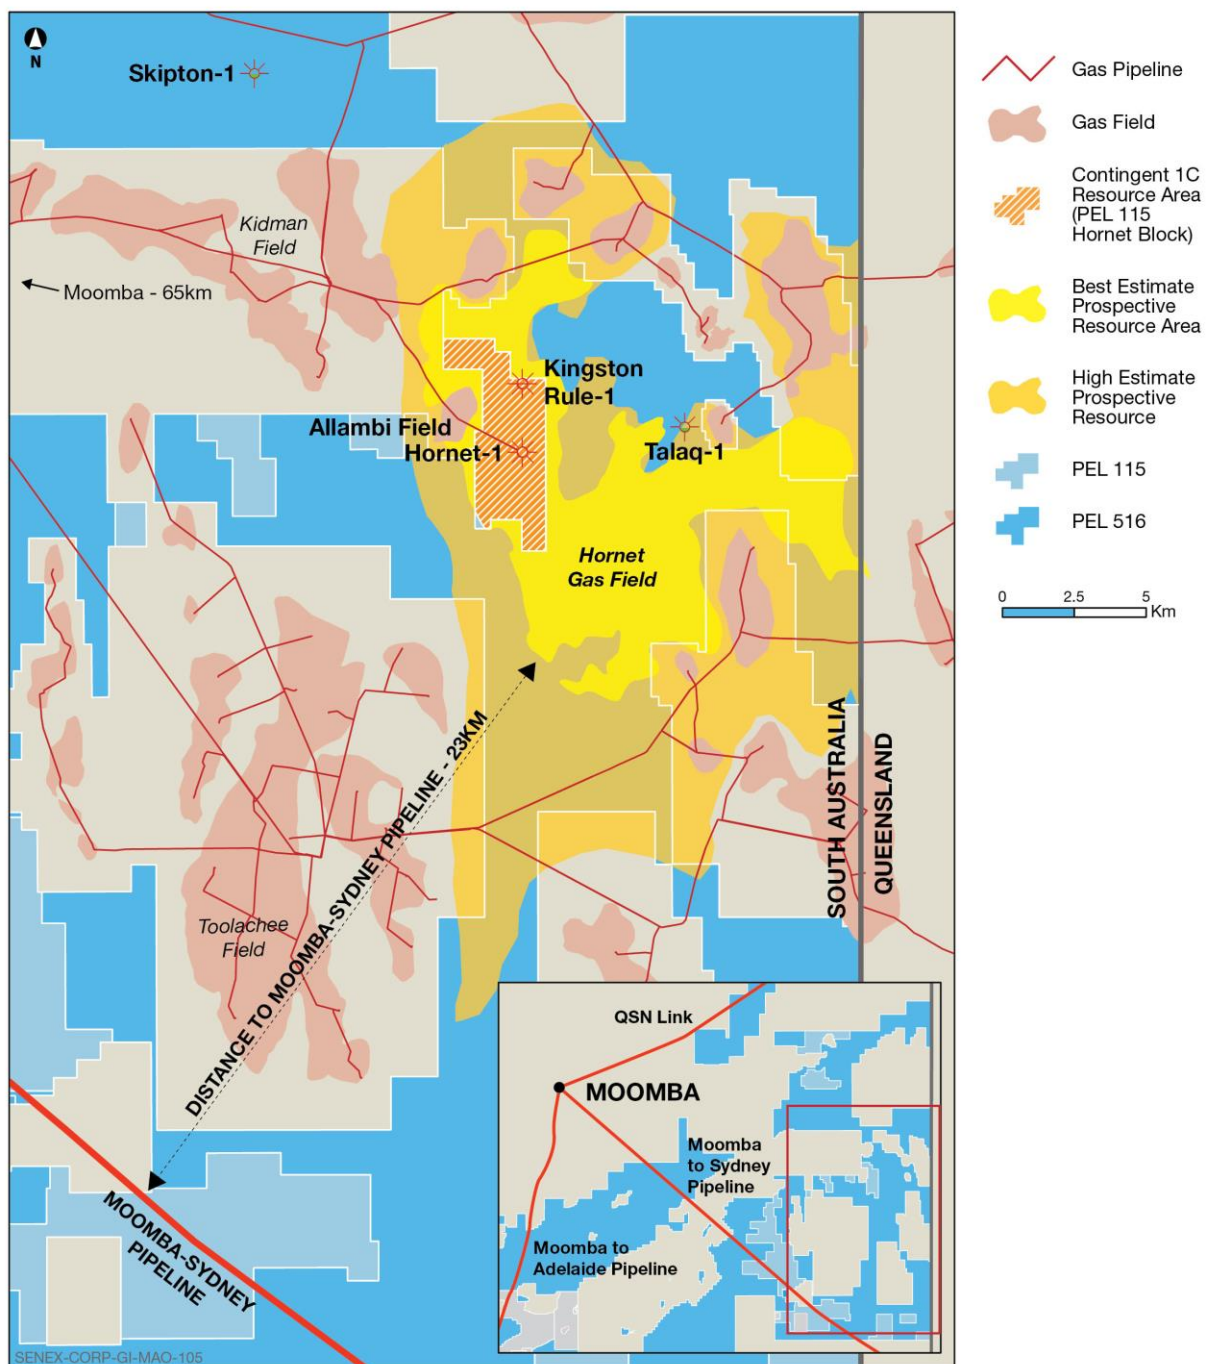 N
Skipton-1
Kidman
Field
Moomba - 65km
Kingston
Rule-1
Allambi Field
Hornet-1
Talaq-1
Hornet
Gas Field
DISTANCE TO MOOMBA-SYDNEY PIPELINE - 23KM
SOUTH AUSTRALIA
QUEENSLAND
Toolachee
Field
MOOMBA-SYDNEY
PIPELINE
SENEX-CORP-GI-MAO-105
QSN Link
MOOMBA
Moomba
to Sydney
Pipeline
Moomba to
Adelaide Pipeline
Gas Pipeline
Gas Field
Contingent 1C
Resource Area
(PEL 115
Hornet Block)
Best Estimate
Prospective
Resource Area
High Estimate
Prospective
Resource
PEL 115
PEL 516
0 2.5 5
Km